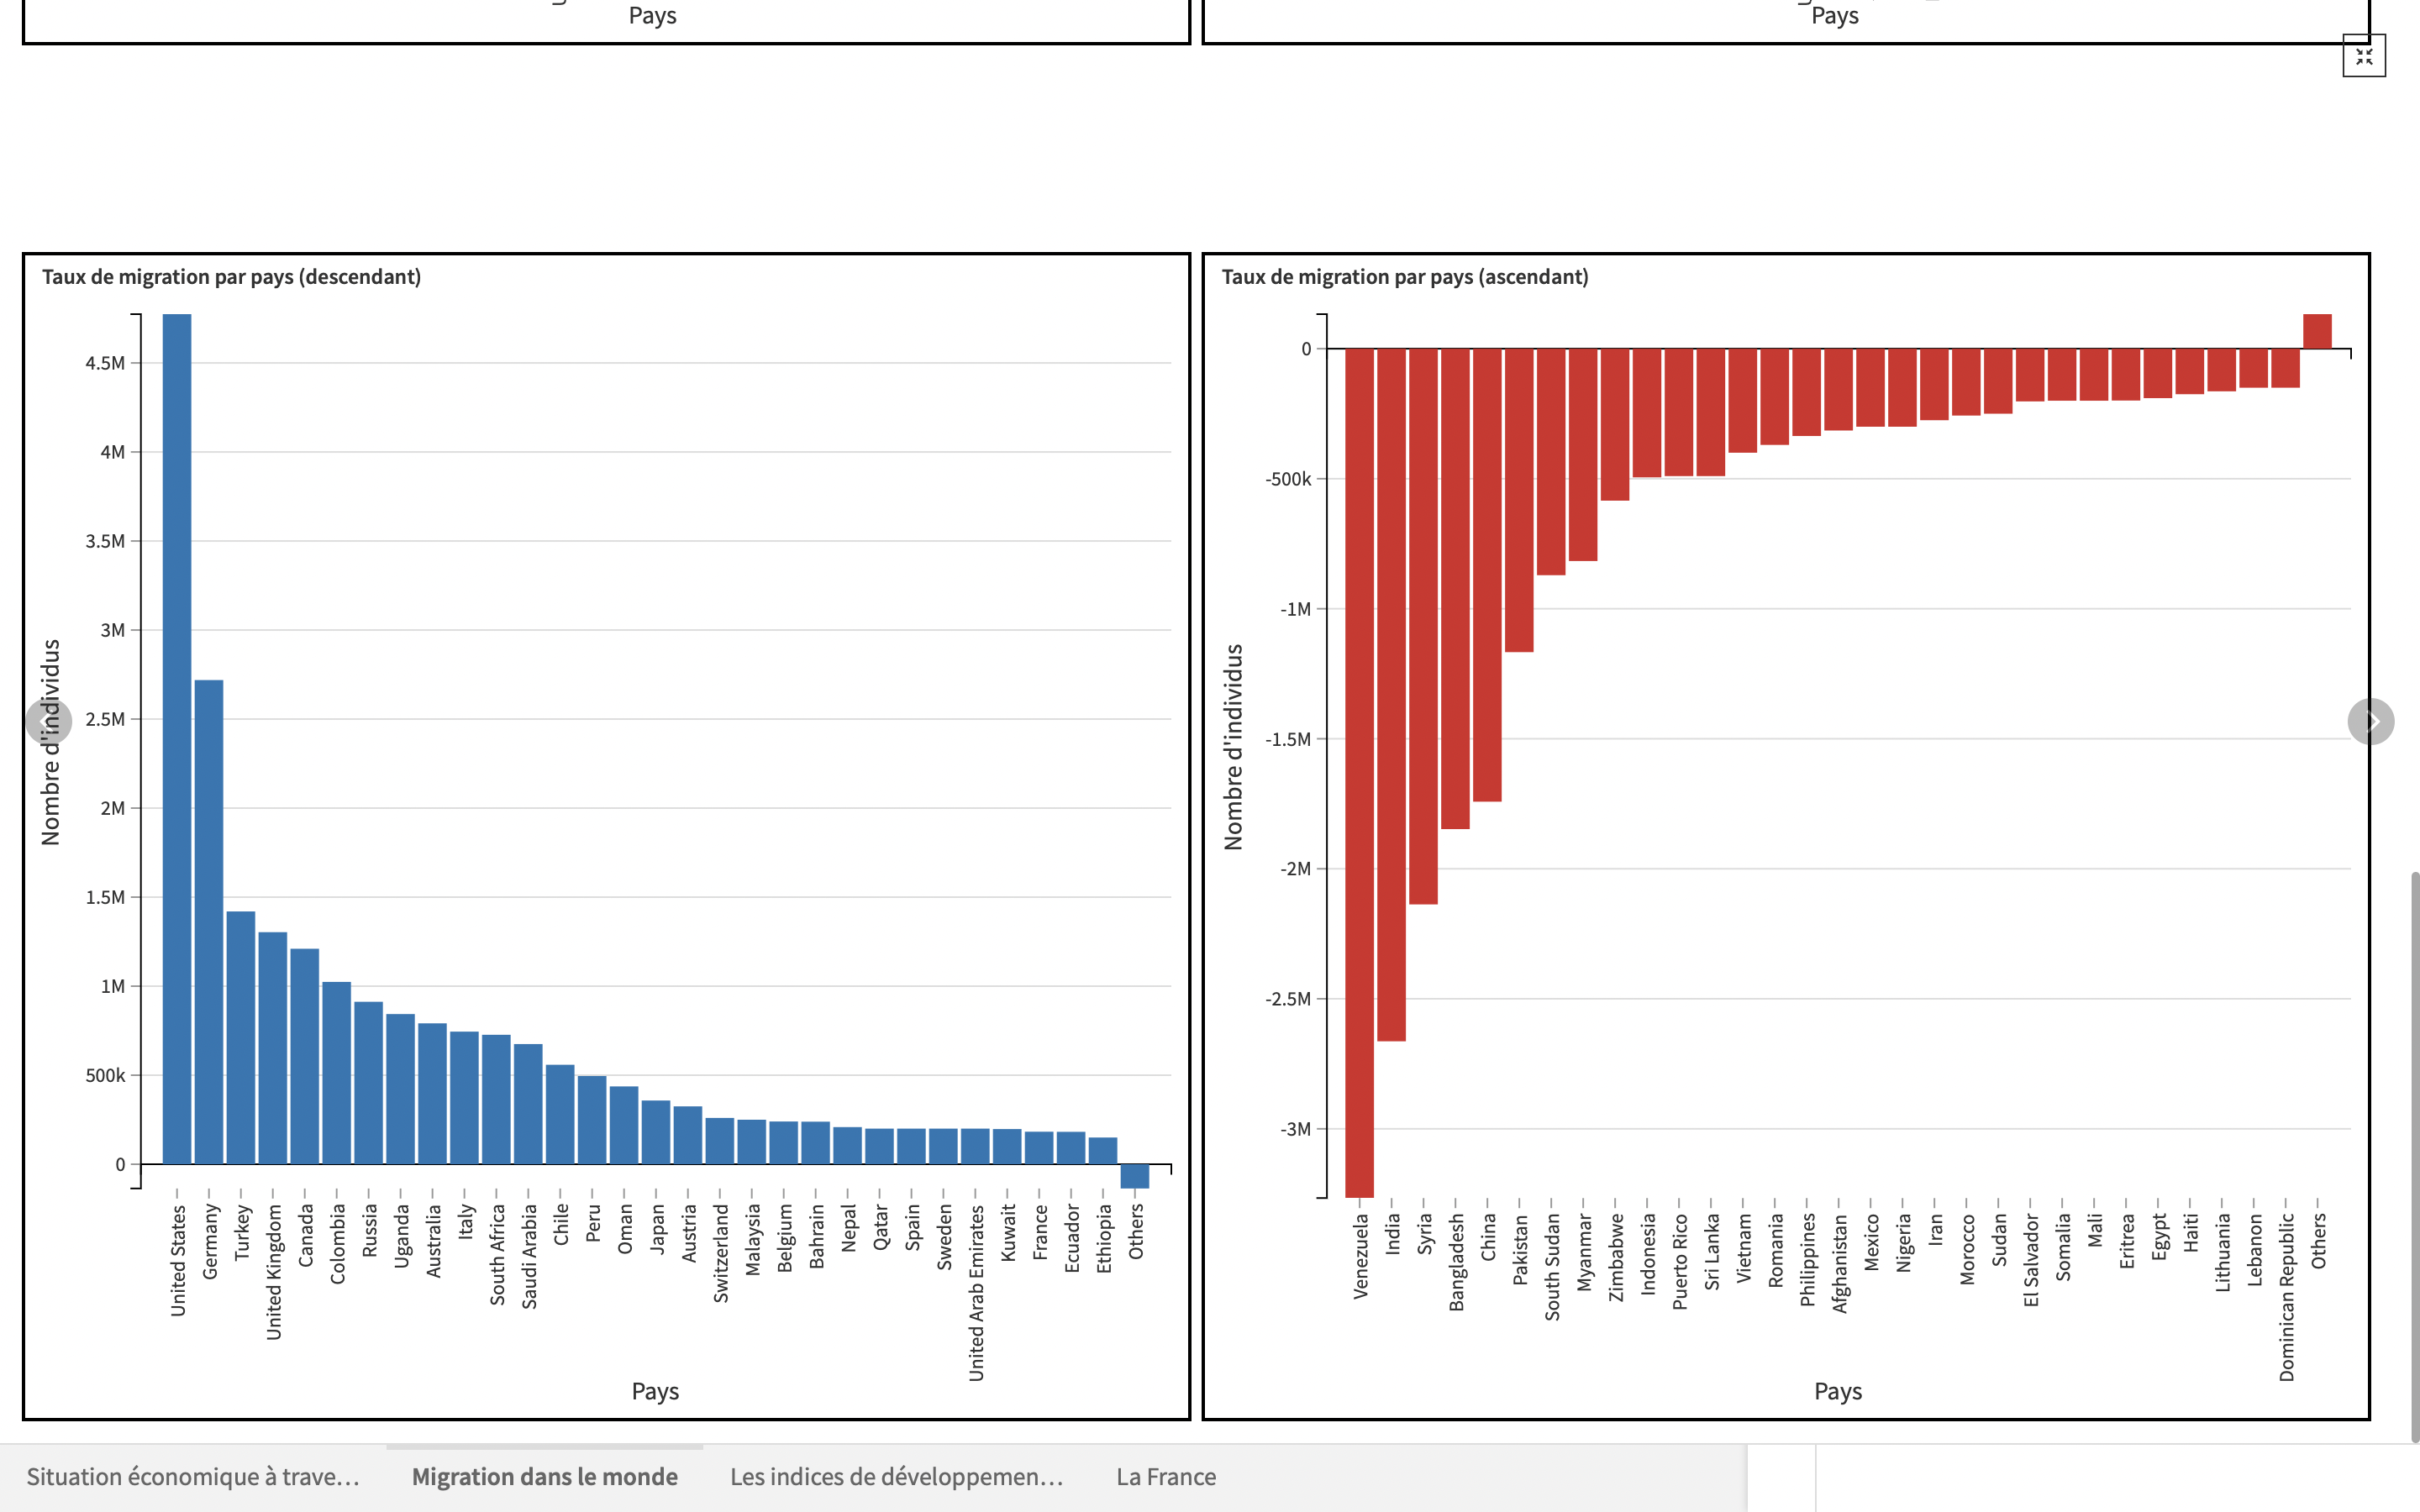 Pays
Pays
Taux de migration par pays (descendant)
4.5M
4M
3.5M
3M
2.5M
2M
1.5M
1M
500k
0
Nombre d'individus
United States
Germany
Turkey
United Kingdom
Canada
Colombia
Russia
Uganda
Australia
Italy
South Africa
Saudi Arabia
Chile
Peru
Oman
Japan
Austria
Switzerland
Malaysia
Belgium
Bahrain
Nepal
Qatar
Spain
Sweden
United Arab Emirates
Kuwait
France
Ecuador
Ethiopia
Others
Pays
Taux de migration par pays (ascendant)
0
-500k
-1M
-1.5M
-2M
-2.5M
-3M
Nombre d'individus
Venezuela
India
Syria
Bangladesh
China
Pakistan
South Sudan
Myanmar
Zimbabwe
Indonesia
Puerto Rico
Sri Lanka
Vietnam
Romania
Philippines
Afghanistan
Mexico
Nigeria
Iran
Morocco
Sudan
El Salvador
Somalia
Mali
Eritrea
Egypt
Haiti
Lithuania
Lebanon
Dominican Republic
Others
Pays
Situation économique à trave…
Migration dans le monde
Les indices de développemen…
La France